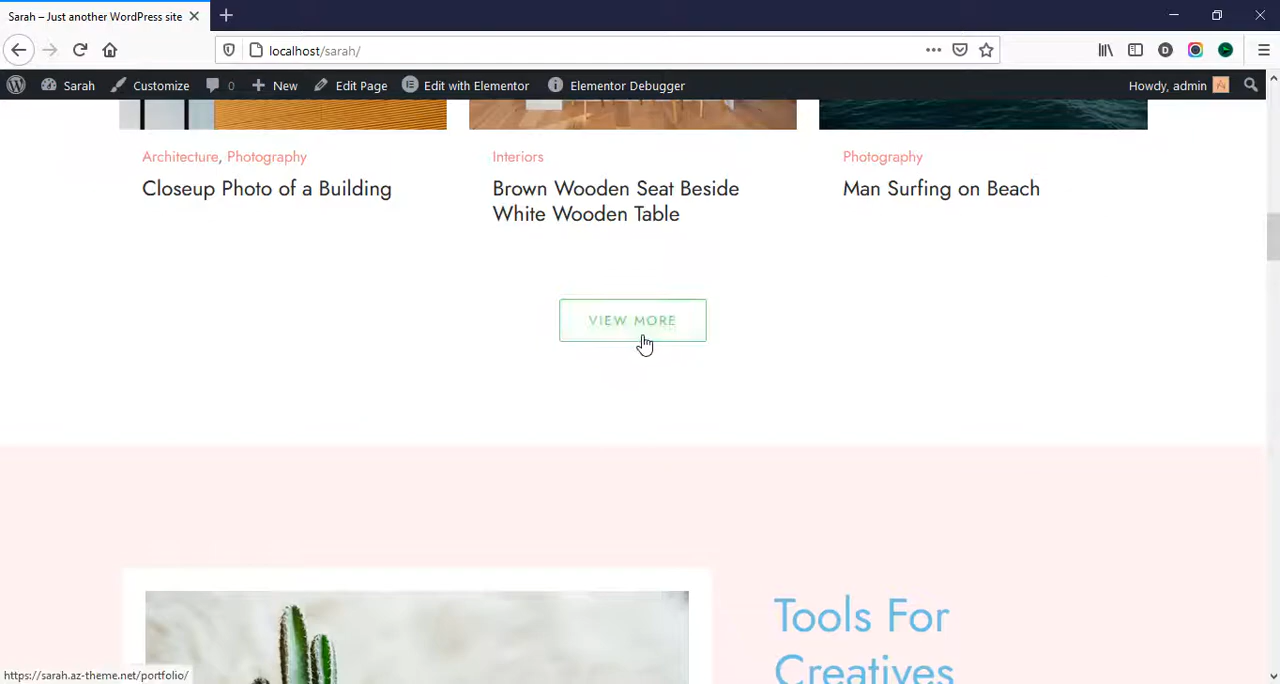 Sarah – Just another WordPress site
localhost/sarah/
Sarah Customize 0 New Edit Page Edit with Elementor Elementor Debugger Howdy, admin
Architecture, Photography
Closeup Photo of a Building
Interiors
Brown Wooden Seat Beside
White Wooden Table
Photography
Man Surfing on Beach
VIEW MORE
Tools For
Creatives
https://sarah.az-theme.net/portfolio/